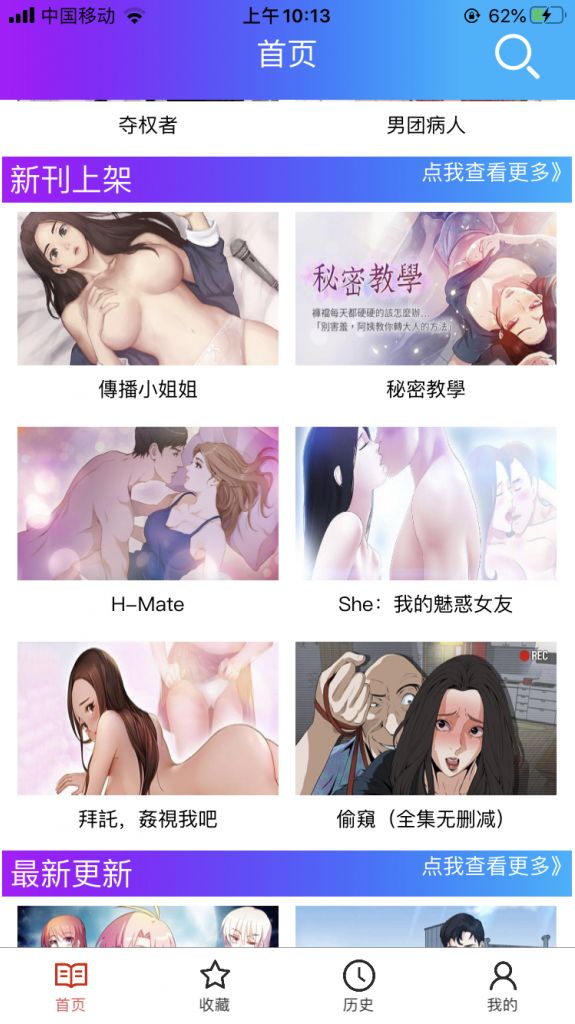 中国移动
上午10:13
62%
首页
夺权者
男团病人
新刊上架
点我查看更多》
秘密教學
褲襠每天都硬硬的該怎麼辦...
「別害羞，阿姨教你轉大人的方法」
傳播小姐姐
秘密教學
H-Mate
She：我的魅惑女友
REC
拜託，姦視我吧
偷窺（全集无删减）
最新更新
点我查看更多》
首页
收藏
历史
我的